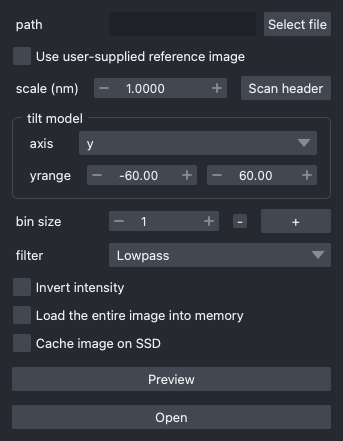 path Select file
Use user-supplied reference image
scale (nm) − 1.0000 + Scan header
tilt model
axis y
yrange − -60.00 + − 60.00 +
bin size − 1 + - +
filter Lowpass
Invert intensity
Load the entire image into memory
Cache image on SSD
Preview
Open